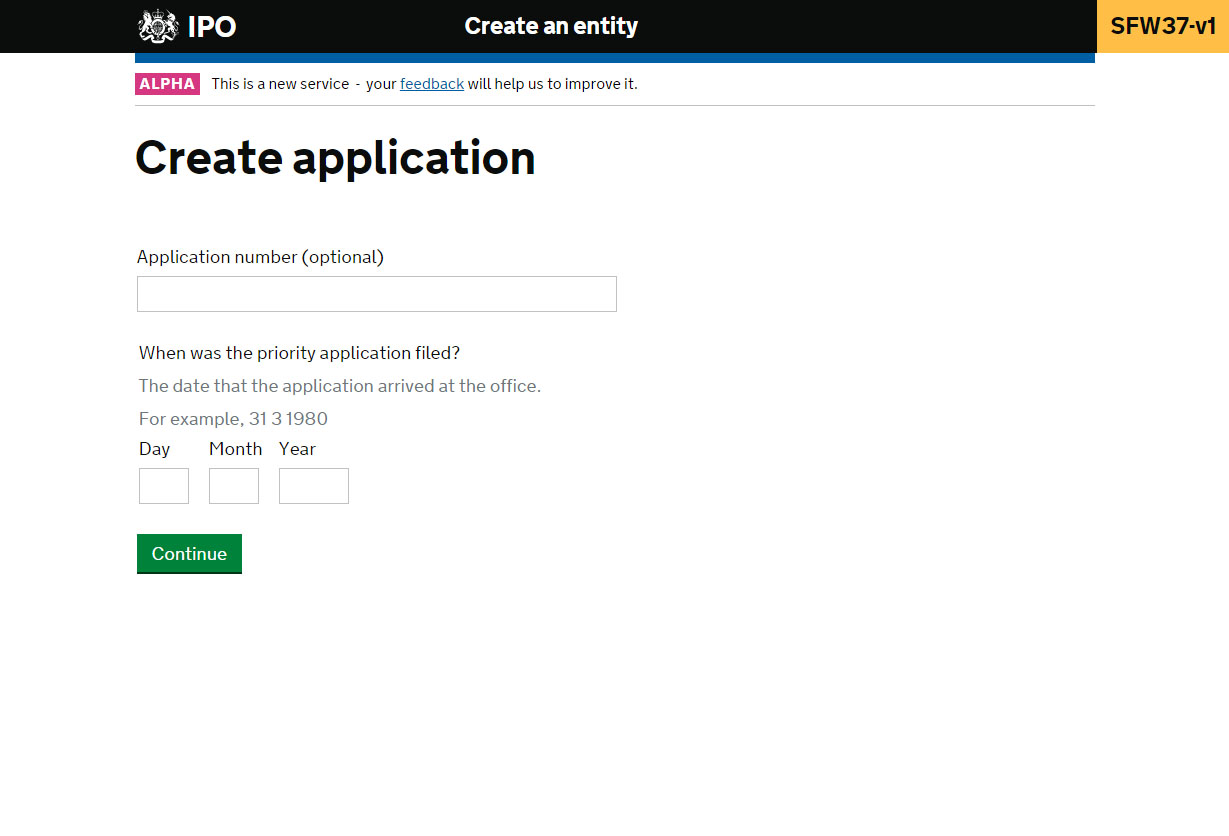 IPO
Create an entity
SFW37-v1
ALPHA This is a new service - your feedback will help us to improve it.
Create application
Application number (optional)
When was the priority application filed?
The date that the application arrived at the office.
For example, 31 3 1980
Day Month Year
Continue